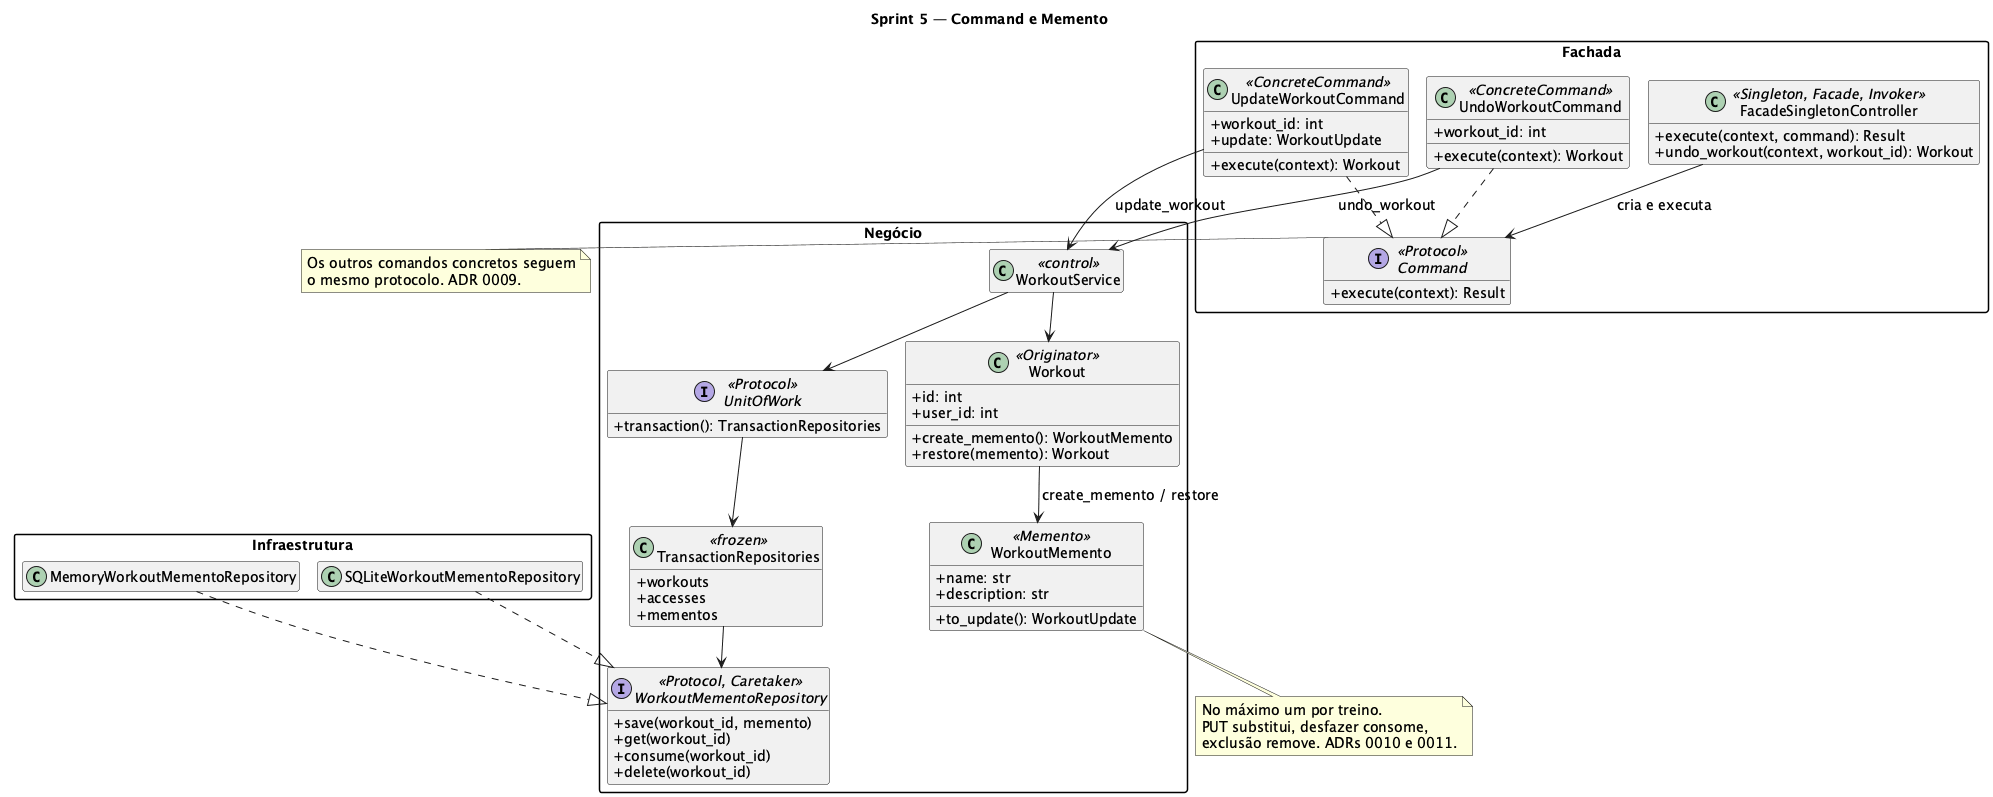 Sprint 5 — Command e Memento
Fachada
«ConcreteCommand»
C UpdateWorkoutCommand
+workout_id: int
+update: WorkoutUpdate
+execute(context): Workout
«ConcreteCommand»
C UndoWorkoutCommand
+workout_id: int
+execute(context): Workout
«Singleton, Facade, Invoker»
C FacadeSingletonController
+execute(context, command): Result
+undo_workout(context, workout_id): Workout
update_workout
undo_workout
cria e executa
«Protocol»
I Command
+execute(context): Result
Os outros comandos concretos seguem
o mesmo protocolo. ADR 0009.
Negócio
«control»
C WorkoutService
«Protocol»
I UnitOfWork
+transaction(): TransactionRepositories
«Originator»
C Workout
+id: int
+user_id: int
+create_memento(): WorkoutMemento
+restore(memento): Workout
create_memento / restore
«frozen»
C TransactionRepositories
+workouts
+accesses
+mementos
«Memento»
C WorkoutMemento
+name: str
+description: str
+to_update(): WorkoutUpdate
Infraestrutura
C MemoryWorkoutMementoRepository
C SQLiteWorkoutMementoRepository
«Protocol, Caretaker»
I WorkoutMementoRepository
+save(workout_id, memento)
+get(workout_id)
+consume(workout_id)
+delete(workout_id)
No máximo um por treino.
PUT substitui, desfazer consome,
exclusão remove. ADRs 0010 e 0011.